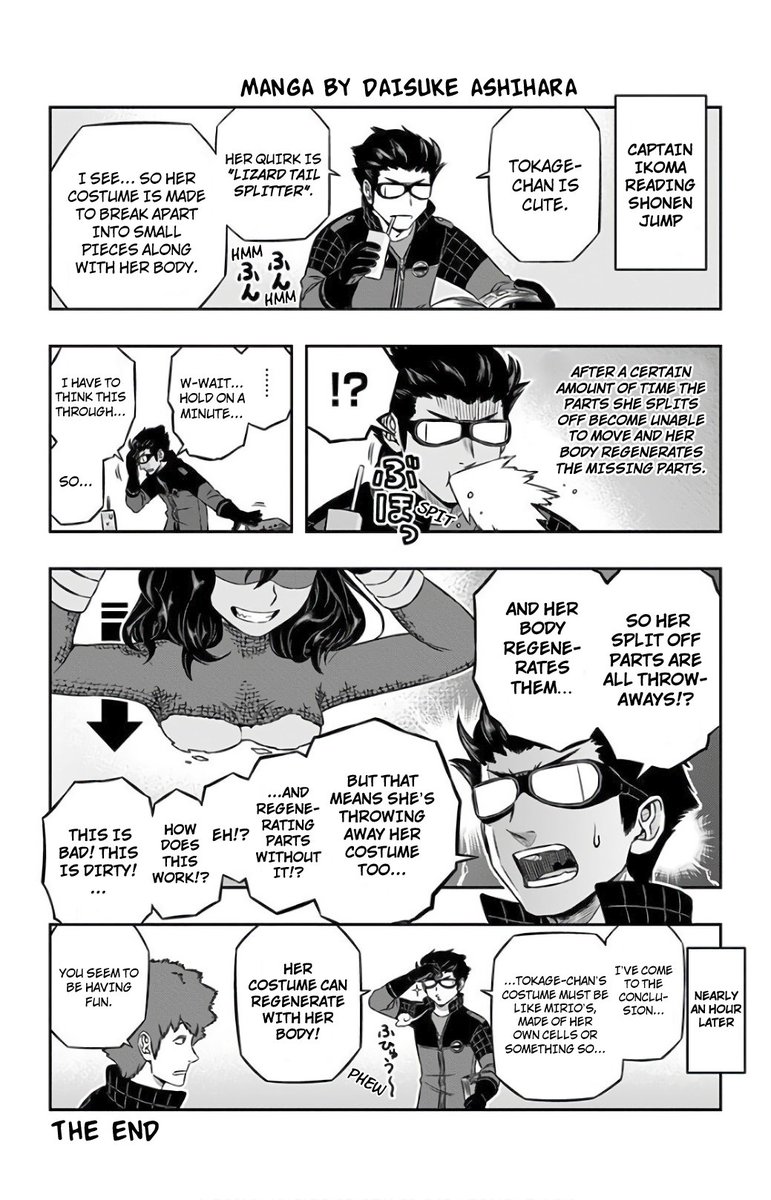 MANGA BY DAISUKE ASHIHARA
CAPTAIN
IKOMA
READING
SHONEN
JUMP
TOKAGE-
CHAN IS
CUTE.
HER QUIRK IS
"LIZARD TAIL
SPLITTER".
I SEE... SO HER
COSTUME IS MADE
TO BREAK APART
INTO SMALL
PIECES ALONG
WITH HER BODY.
HMM
ふん
ふん
HMM
AFTER A CERTAIN
AMOUNT OF TIME THE
PARTS SHE SPLITS
OFF BECOME UNABLE
TO MOVE AND HER
BODY REGENERATES
THE MISSING PARTS.
!?
ぶほっ
SPIT
......
W-WAIT...
HOLD ON A
MINUTE...
I HAVE TO
THINK THIS
THROUGH...
SO...
SO HER
SPLIT OFF
PARTS ARE
ALL THROW-
AWAYS!?
AND HER
BODY
REGENE-
RATES
THEM...
BUT THAT
MEANS SHE'S
THROWING
AWAY HER
COSTUME
TOO...
...AND
REGENE-
RATING
PARTS
WITHOUT
IT!?
EH!?
HOW
DOES
THIS
WORK!?
THIS IS
BAD! THIS
IS DIRTY!
...
NEARLY
AN HOUR
LATER
I'VE COME
TO THE
CONCLU-
SION...
...TOKAGE-CHAN'S
COSTUME MUST BE
LIKE MIRIO'S,
MADE OF HER
OWN CELLS OR
SOMETHING SO...
ふひゅう〜
PHEW
HER
COSTUME CAN
REGENERATE
WITH HER
BODY!
YOU SEEM TO
BE HAVING
FUN.
THE END